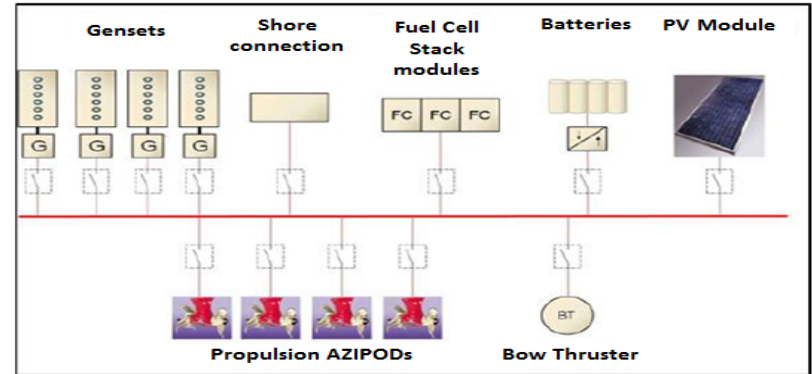 Gensets
Shore
connection
Fuel Cell
Stack
modules
Batteries
PV Module
FC FC FC
G G G G
BT
Propulsion AZIPODs
Bow Thruster